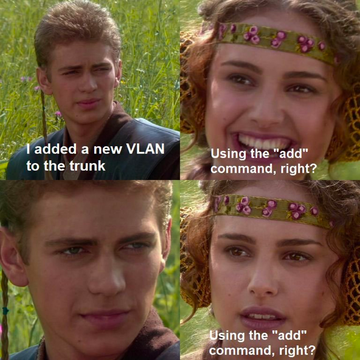 I added a new VLAN
to the trunk
Using the "add"
command, right?
Using the "add"
command, right?